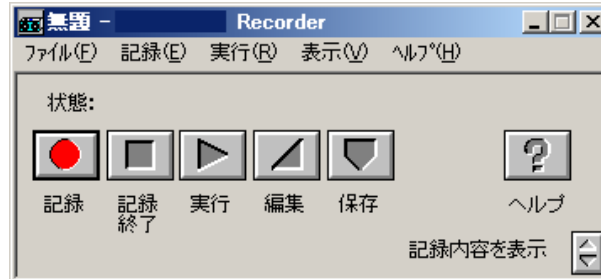 無題 - Recorder
ファイル(F) 記録(E) 実行(R) 表示(V) ヘルプ(H)
状態:
記録 記録終了 実行 編集 保存 ヘルプ
記録内容を表示